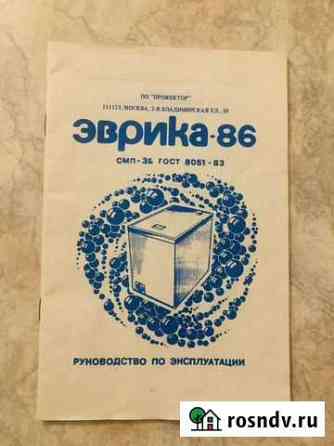 ПО "ПРОЖЕКТОР"
111123, МОСКВА, 2-Я ВЛАДИМИРСКАЯ УЛ.,
ЭВРИКА-86
СМП-3Б ГОСТ 8051-83
РУКОВОДСТВО ПО ЭКСПЛУАТАЦИИ
rosndv.ru